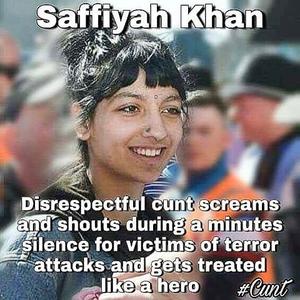 Saffiyah Khan
Disrespectful cunt screams
and shouts during a minutes
silence for victims of terror
attacks and gets treated
like a hero
#Cunt